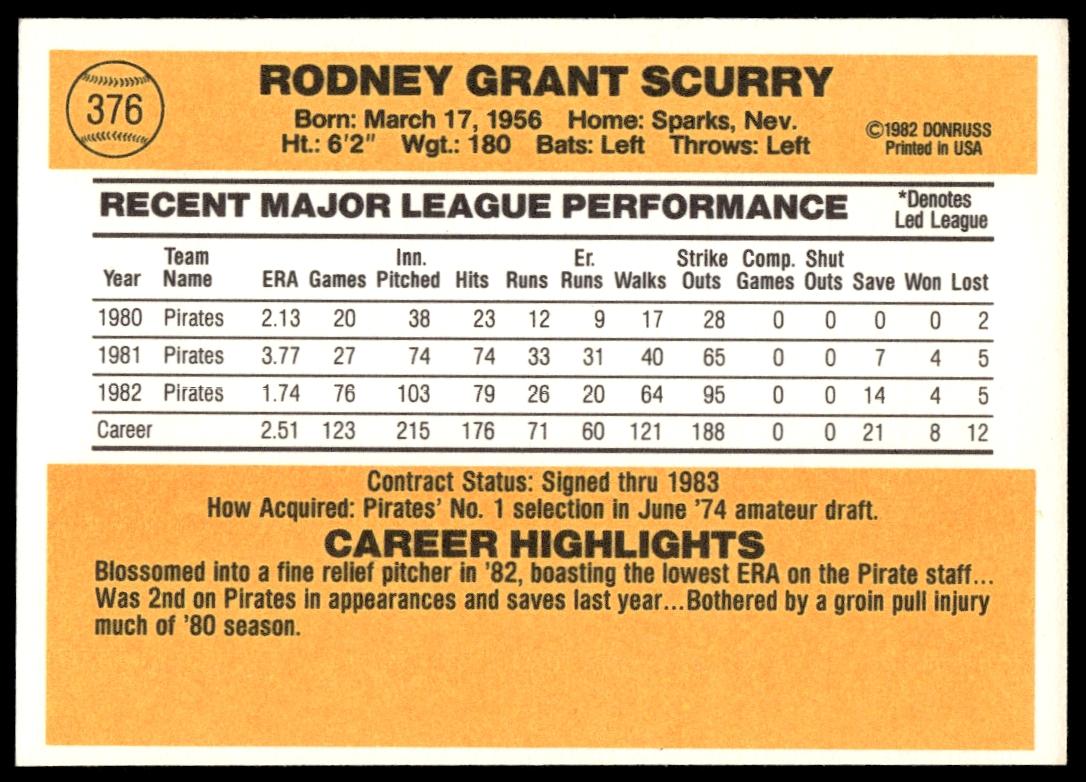 376
RODNEY GRANT SCURRY
Born: March 17, 1956 Home: Sparks, Nev.
Ht.: 6'2" Wgt.: 180 Bats: Left Throws: Left
©1982 DONRUSS
Printed in USA
RECENT MAJOR LEAGUE PERFORMANCE
*Denotes
Led League
Team Inn. Er. Strike Comp. Shut
Year Name ERA Games Pitched Hits Runs Runs Walks Outs Games Outs Save Won Lost
1980 Pirates 2.13 20 38 23 12 9 17 28 0 0 0 0 2
1981 Pirates 3.77 27 74 74 33 31 40 65 0 0 7 4 5
1982 Pirates 1.74 76 103 79 26 20 64 95 0 0 14 4 5
Career 2.51 123 215 176 71 60 121 188 0 0 21 8 12
Contract Status: Signed thru 1983
How Acquired: Pirates' No. 1 selection in June '74 amateur draft.
CAREER HIGHLIGHTS
Blossomed into a fine relief pitcher in '82, boasting the lowest ERA on the Pirate staff...
Was 2nd on Pirates in appearances and saves last year...Bothered by a groin pull injury
much of '80 season.